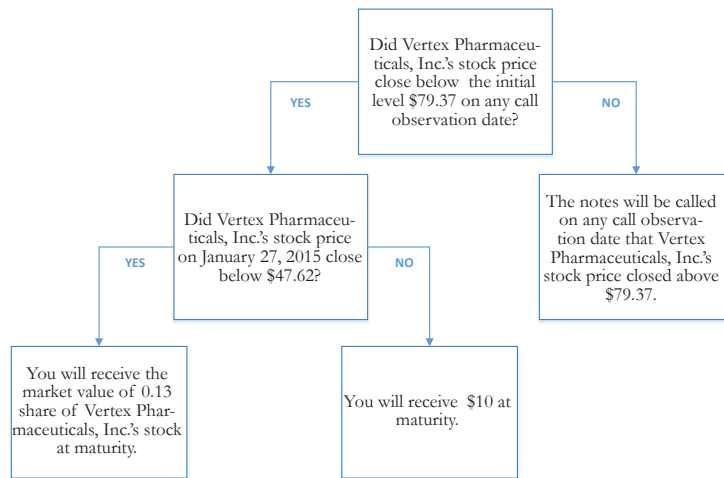 Did Vertex Pharmaceu-
ticals, Inc.'s stock price
close below the initial
level $79.37 on any call
observation date?
YES
NO
Did Vertex Pharmaceu-
ticals, Inc.'s stock price
on January 27, 2015 close
below $47.62?
The notes will be called
on any call observa-
tion date that Vertex
Pharmaceuticals, Inc.'s
stock price closed above
$79.37.
YES
NO
You will receive the
market value of 0.13
share of Vertex Phar-
maceuticals, Inc.'s stock
at maturity.
You will receive $10 at
maturity.